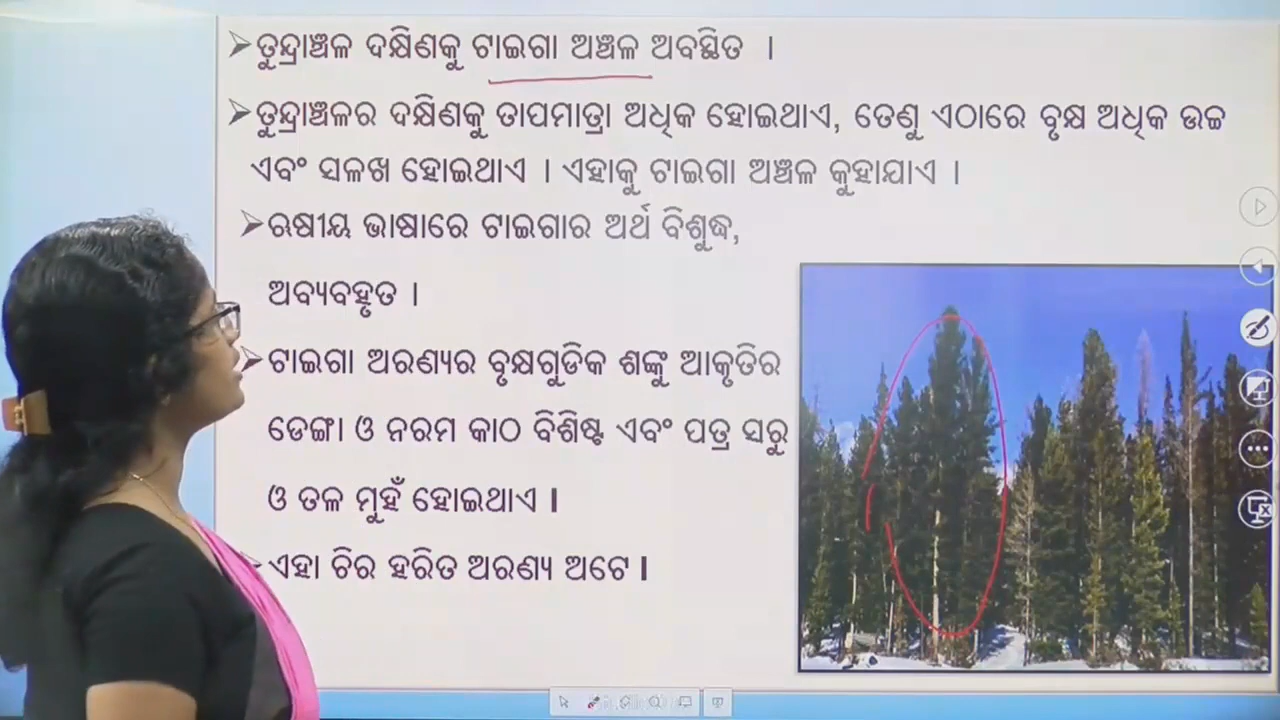 ➢ତୁନ୍ଦ୍ରାଞ୍ଚଳ ଦକ୍ଷିଣକୁ ଟାଇଗା ଅଞ୍ଚଳ ଅବସ୍ଥିତ ।
➢ତୁନ୍ଦ୍ରାଞ୍ଚଳର ଦକ୍ଷିଣକୁ ତାପମାତ୍ରା ଅଧିକ ହୋଇଥାଏ, ତେଣୁ ଏଠାରେ ବୃକ୍ଷ ଅଧିକ ଉଚ୍ଚ
ଏବଂ ସଳଖ ହୋଇଥାଏ । ଏହାକୁ ଟାଇଗା ଅଞ୍ଚଳ କୁହାଯାଏ ।
➢ଋଷୀୟ ଭାଷାରେ ଟାଇଗାର ଅର୍ଥ ବିଶୁଦ୍ଧ,
ଅବ୍ୟବହୃତ ।
➢ଟାଇଗା ଅରଣ୍ୟର ବୃକ୍ଷଗୁଡିକ ଶଙ୍କୁ ଆକୃତିର
ଡେଙ୍ଗା ଓ ନରମ କାଠ ବିଶିଷ୍ଟ ଏବଂ ପତ୍ର ସରୁ
ଓ ତଳ ମୁହଁ ହୋଇଥାଏ ।
➢ଏହା ଚିର ହରିତ ଅରଣ୍ୟ ଅଟେ ।